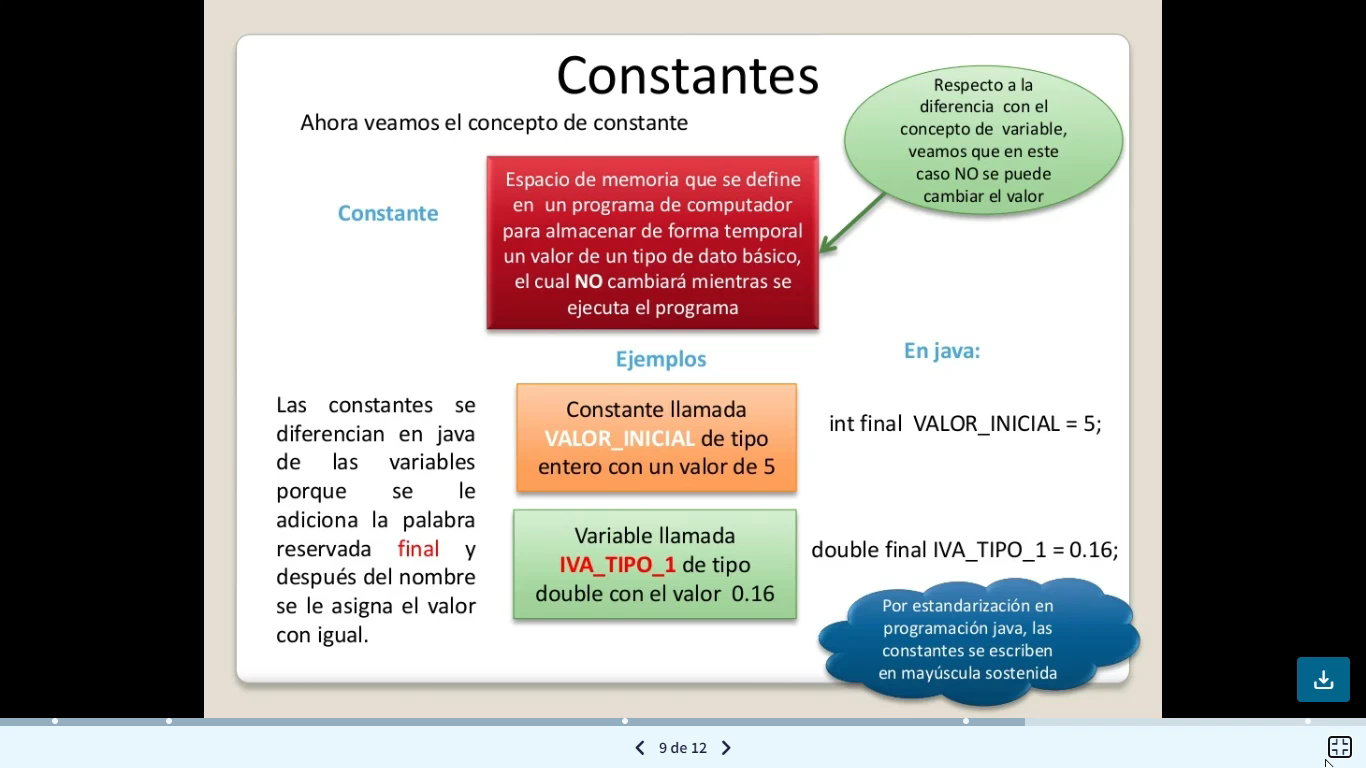 Constantes
Ahora veamos el concepto de constante
Respecto a la
diferencia con el
concepto de variable,
veamos que en este
caso NO se puede
cambiar el valor
Constante
Espacio de memoria que se define
en un programa de computador
para almacenar de forma temporal
un valor de un tipo de dato básico,
el cual NO cambiará mientras se
ejecuta el programa
Ejemplos
En java:
Las constantes se
diferencian en java
de las variables
porque se le
adiciona la palabra
reservada final y
después del nombre
se le asigna el valor
con igual.
Constante llamada
VALOR_INICIAL de tipo
entero con un valor de 5
int final VALOR_INICIAL = 5;
Variable llamada
IVA_TIPO_1 de tipo
double con el valor 0.16
double final IVA_TIPO_1 = 0.16;
Por estandarización en
programación java, las
constantes se escriben
en mayúscula sostenida
9 de 12